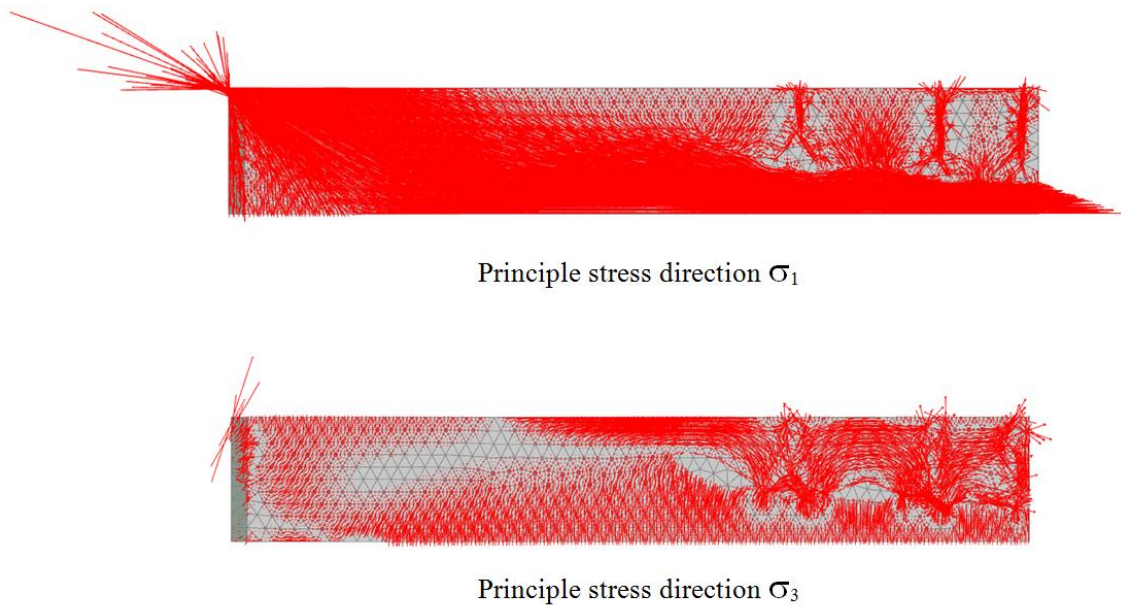 Principle stress direction σ₁
Principle stress direction σ₃